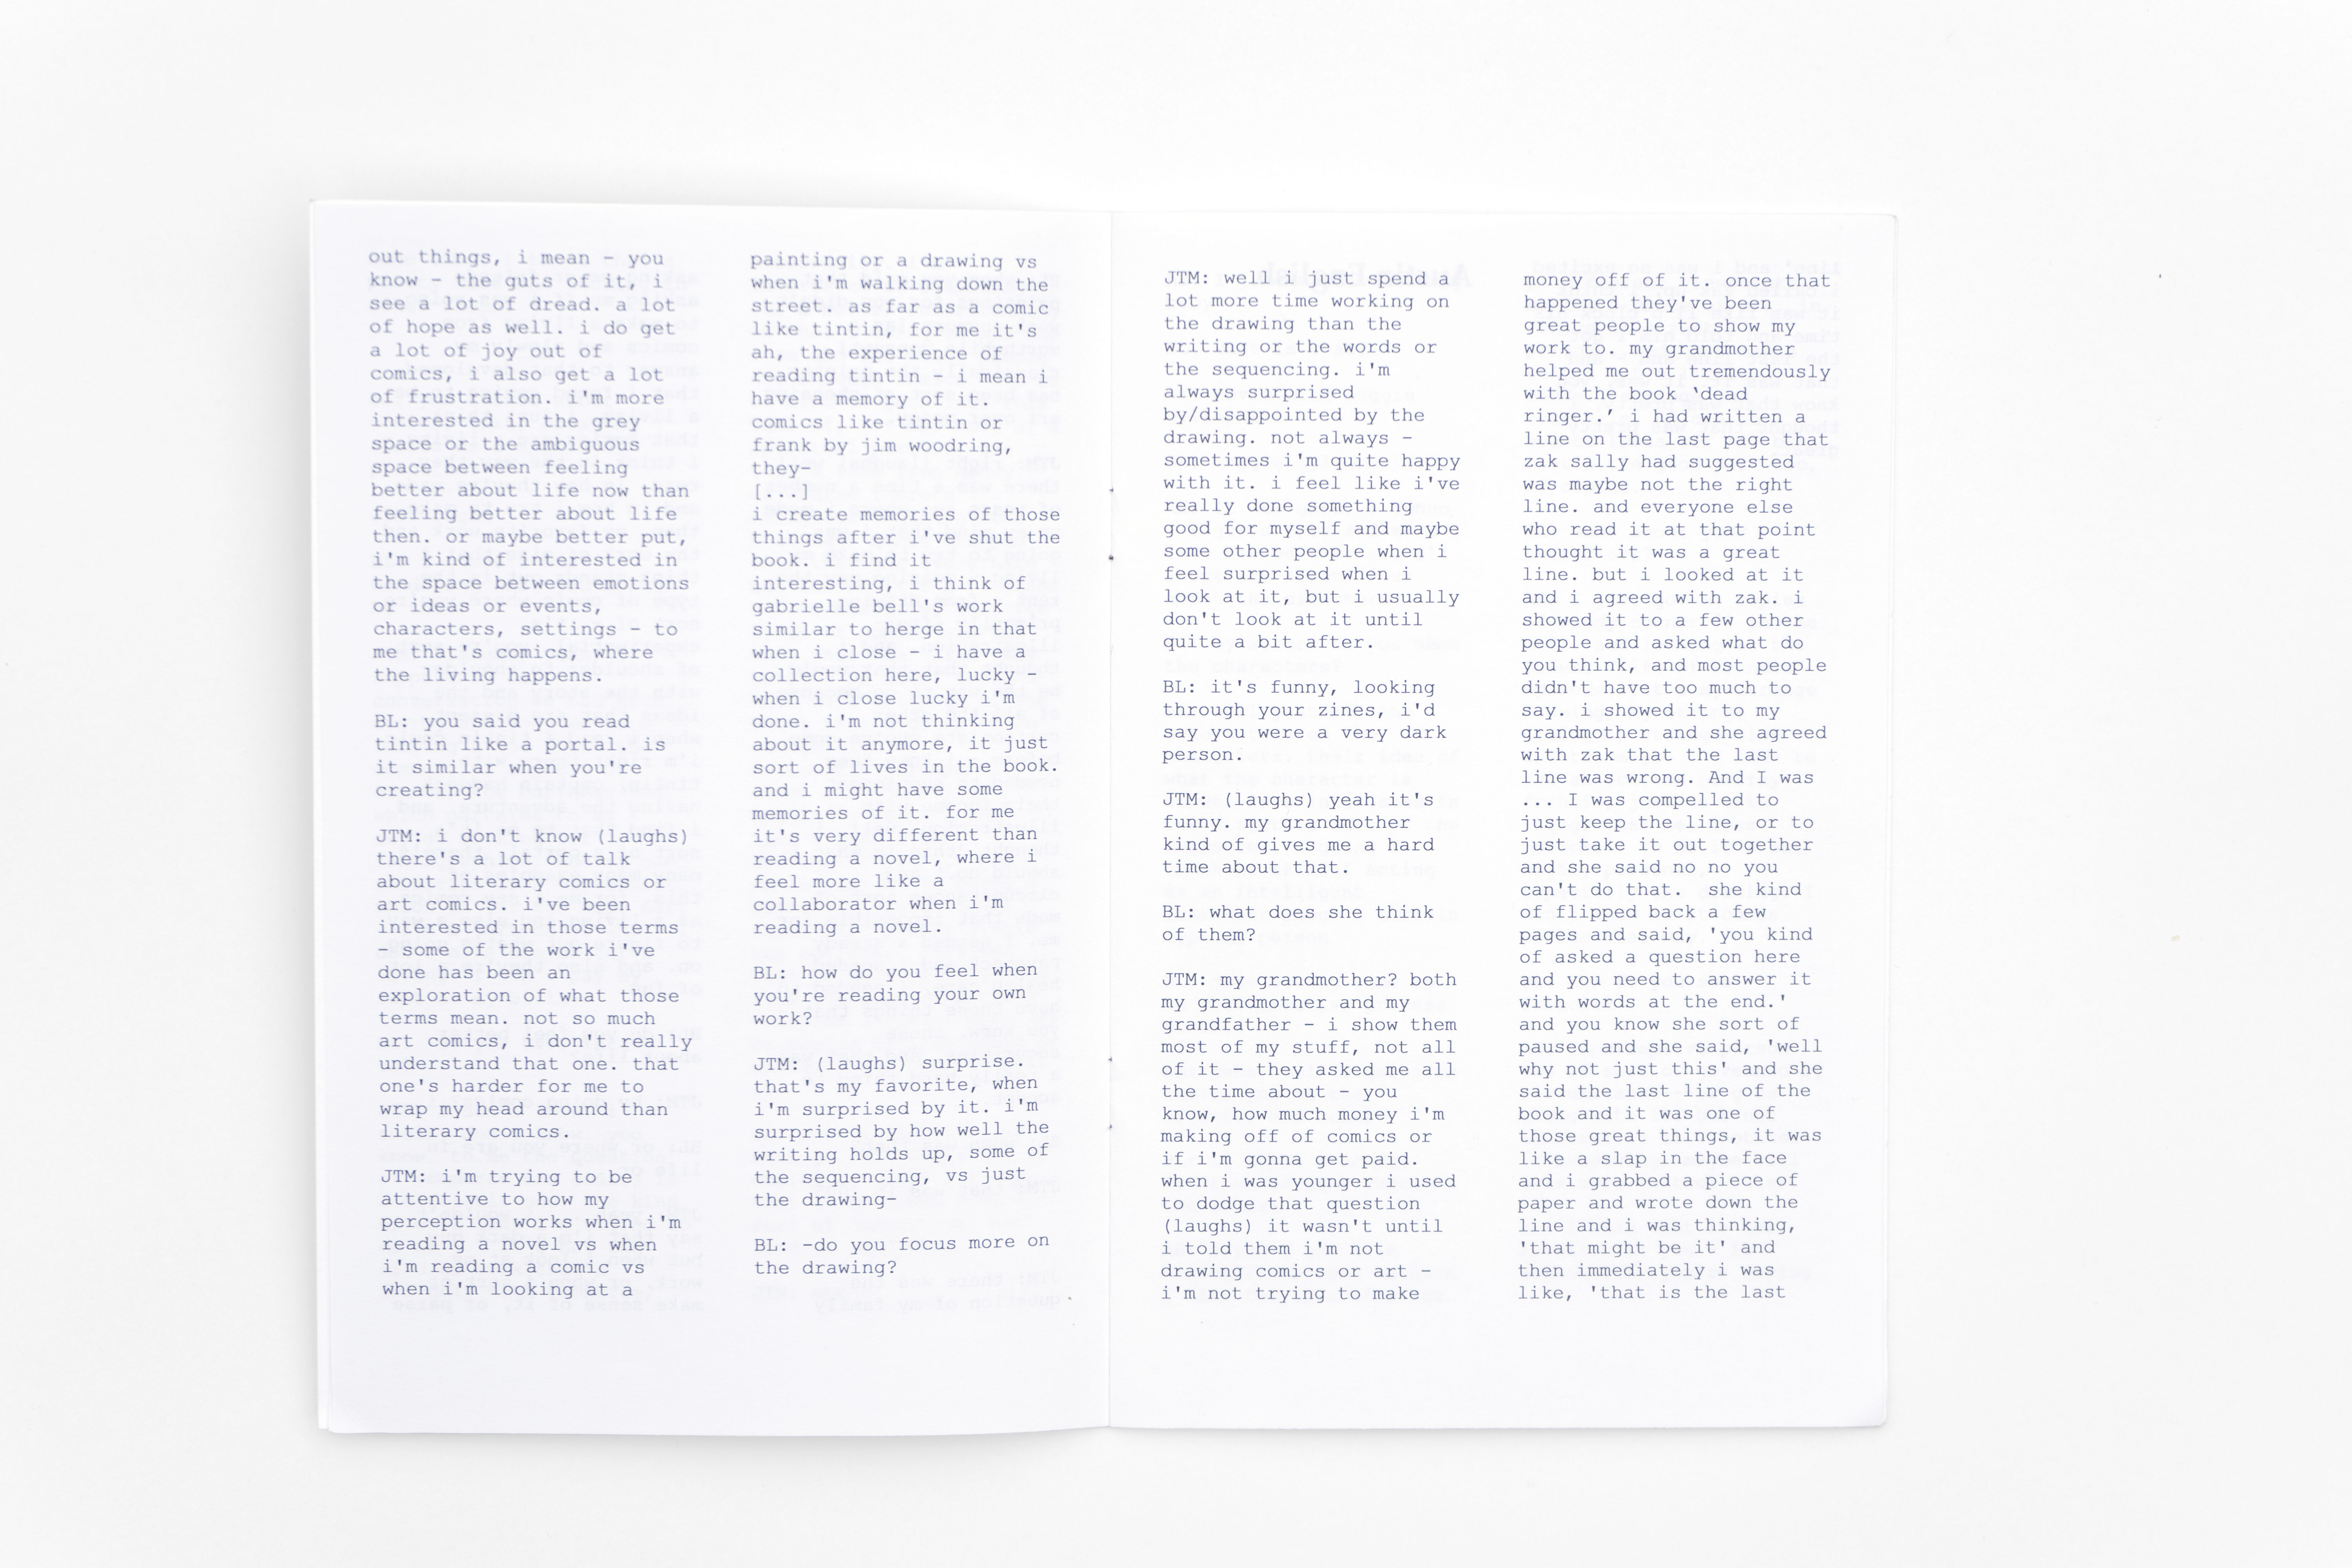 out things, i mean - you
know - the guts of it, i
see a lot of dread. a lot
of hope as well. i do get
a lot of joy out of
comics, i also get a lot
of frustration. i'm more
interested in the grey
space or the ambiguous
space between feeling
better about life now than
feeling better about life
then. or maybe better put,
i'm kind of interested in
the space between emotions
or ideas or events,
characters, settings - to
me that's comics, where
the living happens.

BL: you said you read
tintin like a portal. is
it similar when you're
creating?

JTM: i don't know (laughs)
there's a lot of talk
about literary comics or
art comics. i've been
interested in those terms
- some of the work i've
done has been an
exploration of what those
terms mean. not so much
art comics, i don't really
understand that one. that
one's harder for me to
wrap my head around than
literary comics.

JTM: i'm trying to be
attentive to how my
perception works when i'm
reading a novel vs when
i'm reading a comic vs
when i'm looking at a

painting or a drawing vs
when i'm walking down the
street. as far as a comic
like tintin, for me it's
ah, the experience of
reading tintin - i mean i
have a memory of it.
comics like tintin or
frank by jim woodring,
they-
[...]
i create memories of those
things after i've shut the
book. i find it
interesting, i think of
gabrielle bell's work
similar to herge in that
when i close - i have a
collection here, lucky -
when i close lucky i'm
done. i'm not thinking
about it anymore, it just
sort of lives in the book.
and i might have some
memories of it. for me
it's very different than
reading a novel, where i
feel more like a
collaborator when i'm
reading a novel.

BL: how do you feel when
you're reading your own
work?

JTM: (laughs) surprise.
that's my favorite, when
i'm surprised by it. i'm
surprised by how well the
writing holds up, some of
the sequencing, vs just
the drawing-

BL: -do you focus more on
the drawing?

JTM: well i just spend a
lot more time working on
the drawing than the
writing or the words or
the sequencing. i'm
always surprised
by/disappointed by the
drawing. not always -
sometimes i'm quite happy
with it. i feel like i've
really done something
good for myself and maybe
some other people when i
feel surprised when i
look at it, but i usually
don't look at it until
quite a bit after.

BL: it's funny, looking
through your zines, i'd
say you were a very dark
person.

JTM: (laughs) yeah it's
funny. my grandmother
kind of gives me a hard
time about that.

BL: what does she think
of them?

JTM: my grandmother? both
my grandmother and my
grandfather - i show them
most of my stuff, not all
of it - they asked me all
the time about - you
know, how much money i'm
making off of comics or
if i'm gonna get paid.
when i was younger i used
to dodge that question
(laughs) it wasn't until
i told them i'm not
drawing comics or art -
i'm not trying to make

money off of it. once that
happened they've been
great people to show my
work to. my grandmother
helped me out tremendously
with the book ‛dead
ringer.’ i had written a
line on the last page that
zak sally had suggested
was maybe not the right
line. and everyone else
who read it at that point
thought it was a great
line. but i looked at it
and i agreed with zak. i
showed it to a few other
people and asked what do
you think, and most people
didn't have too much to
say. i showed it to my
grandmother and she agreed
with zak that the last
line was wrong. And I was
... I was compelled to
just keep the line, or to
just take it out together
and she said no no you
can't do that.  she kind
of flipped back a few
pages and said, 'you kind
of asked a question here
and you need to answer it
with words at the end.'
and you know she sort of
paused and she said, 'well
why not just this' and she
said the last line of the
book and it was one of
those great things, it was
like a slap in the face
and i grabbed a piece of
paper and wrote down the
line and i was thinking,
'that might be it' and
then immediately i was
like, 'that is the last